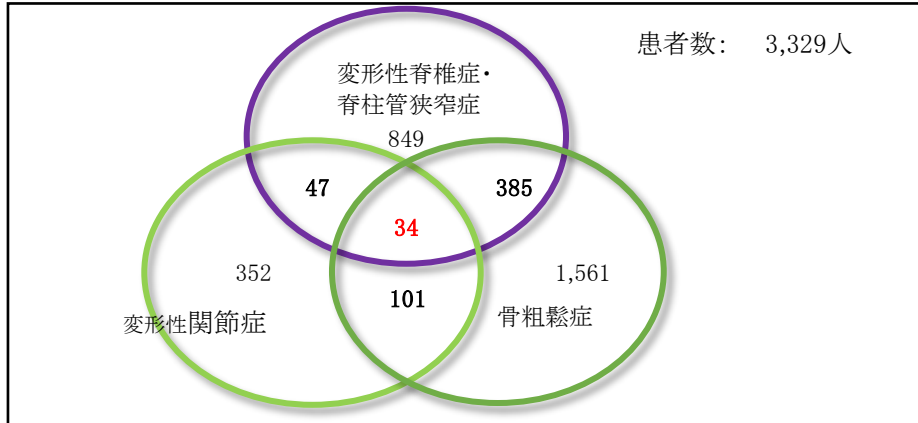 患者数： 3,329人
変形性脊椎症・
脊柱管狭窄症
849
47
385
34
352
1,561
101
変形性関節症
骨粗鬆症